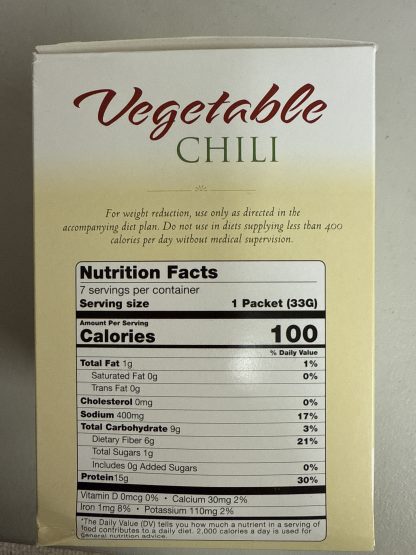 Vegetable
CHILI
For weight reduction, use only as directed in the
accompanying diet plan. Do not use in diets supplying less than 400
calories per day without medical supervision.
Nutrition Facts
7 servings per container
Serving size 1 Packet (33G)
Amount Per Serving
Calories 100
% Daily Value
Total Fat 1g 1%
Saturated Fat 0g 0%
Trans Fat 0g
Cholesterol 0mg 0%
Sodium 400mg 17%
Total Carbohydrate 9g 3%
Dietary Fiber 6g 21%
Total Sugars 1g
Includes 0g Added Sugars 0%
Protein15g 30%
Vitamin D 0mcg 0% • Calcium 30mg 2%
Iron 1mg 8% • Potassium 110mg 2%
*The Daily Value (DV) tells you how much a nutrient in a serving of
food contributes to a daily diet. 2,000 calories a day is used for
general nutrition advice.